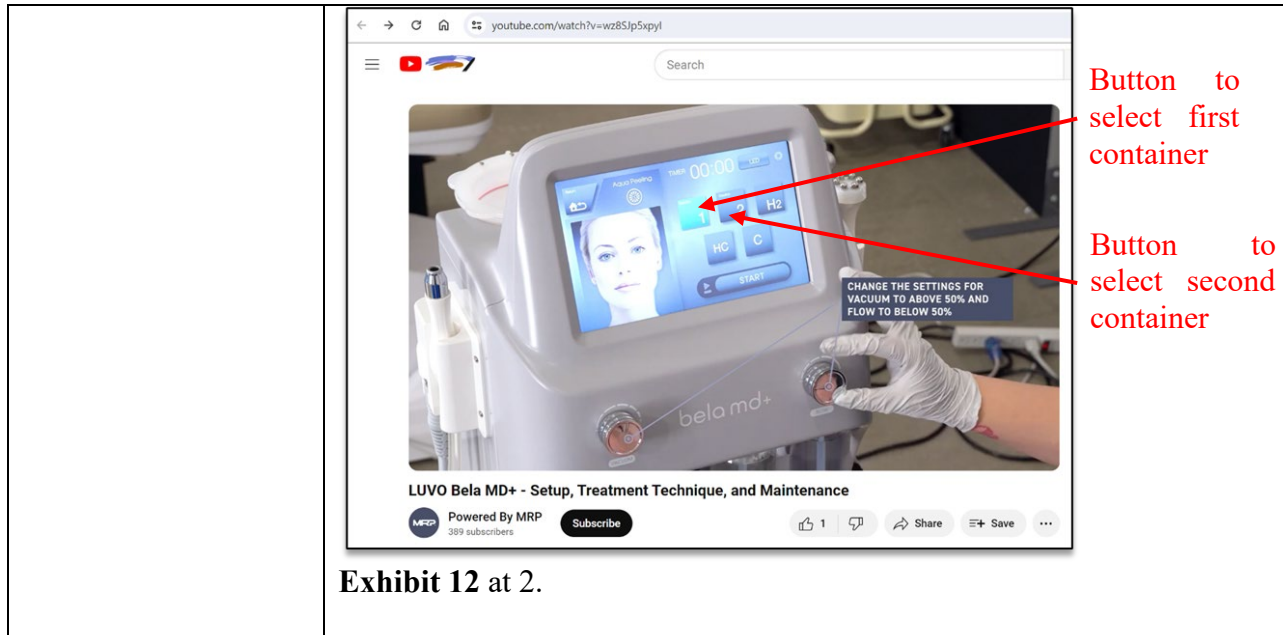 youtube.com/watch?v=wz8SJp5xpyI
Search
Button to
select first
container
Button to
select second
container
Aqua Peeling
TIMER 00:00
LED
1
2
H2
HC
C
START
CHANGE THE SETTINGS FOR
VACUUM TO ABOVE 50% AND
FLOW TO BELOW 50%
bela md+
LUVO Bela MD+ - Setup, Treatment Technique, and Maintenance
MRP
Powered By MRP
389 subscribers
Subscribe
1
Share
Save
Exhibit 12 at 2.